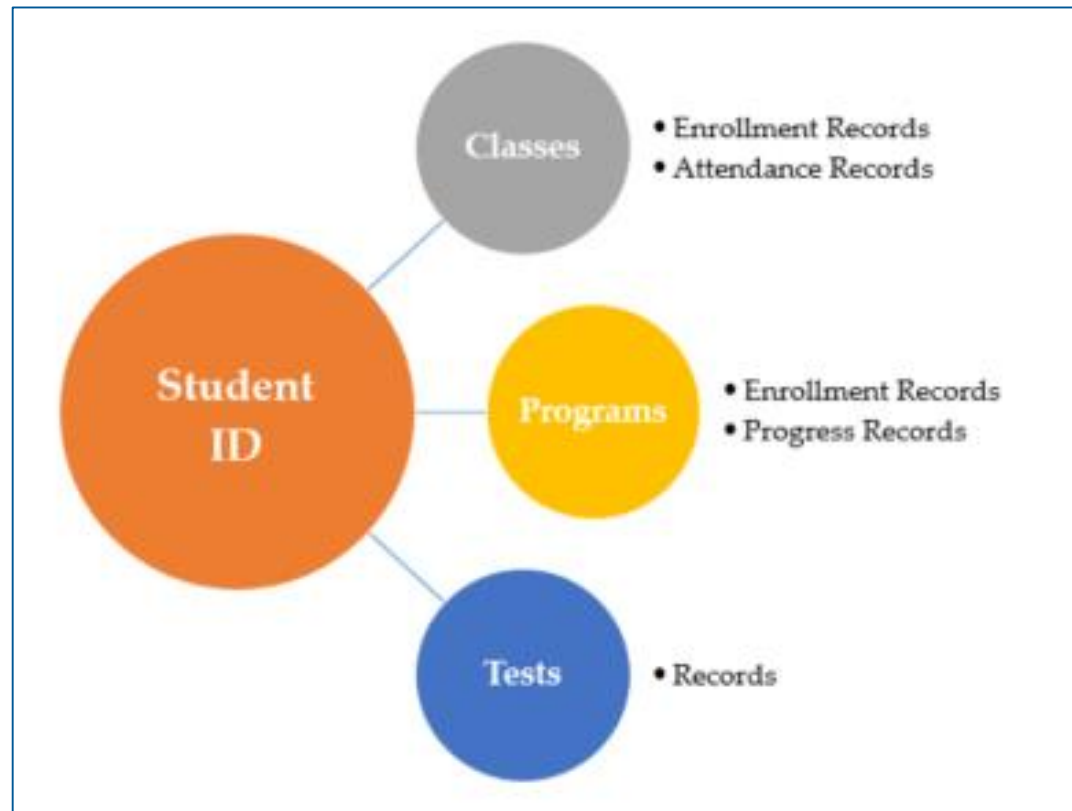 Classes
• Enrollment Records
• Attendance Records
Student
ID
Programs
• Enrollment Records
• Progress Records
Tests
• Records